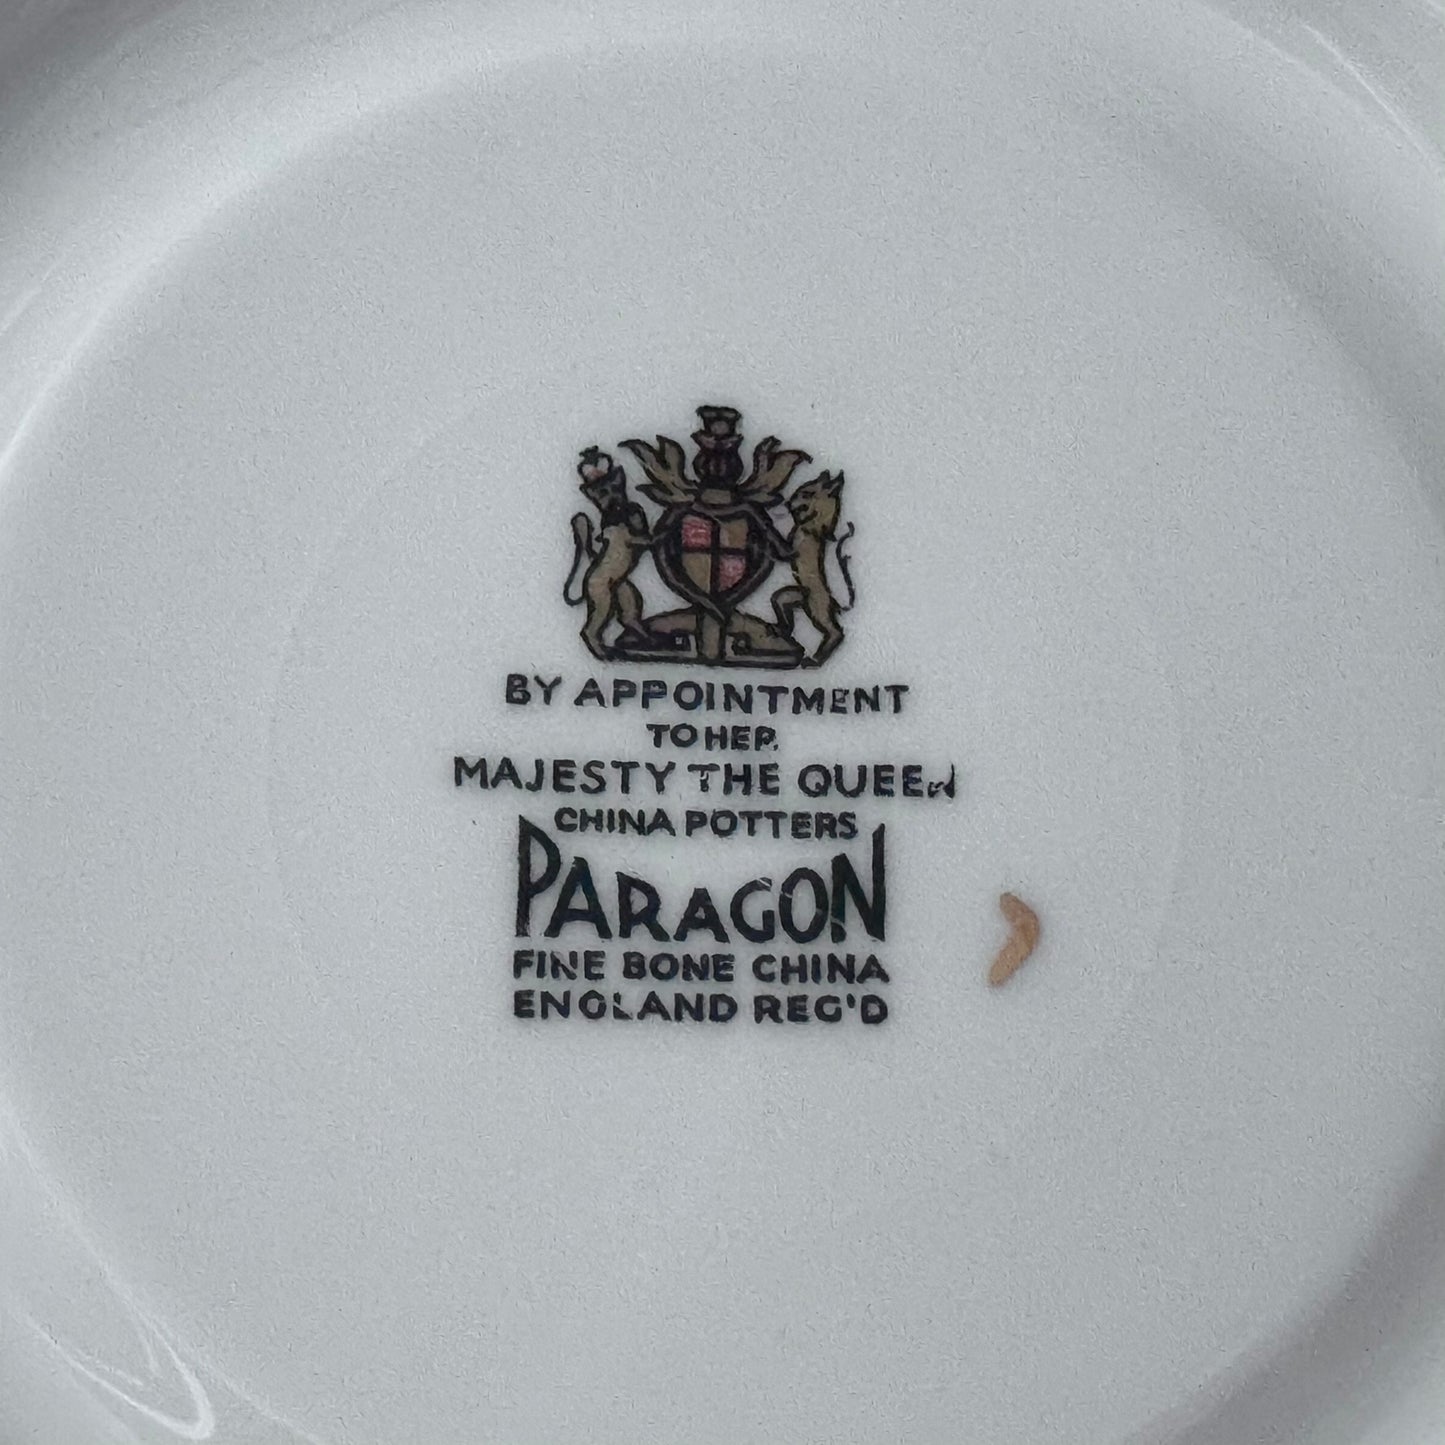 BY APPOINTMENT
TO HER
MAJESTY THE QUEEN
CHINA POTTERS
PARAGON
FINE BONE CHINA
ENGLAND REG'D